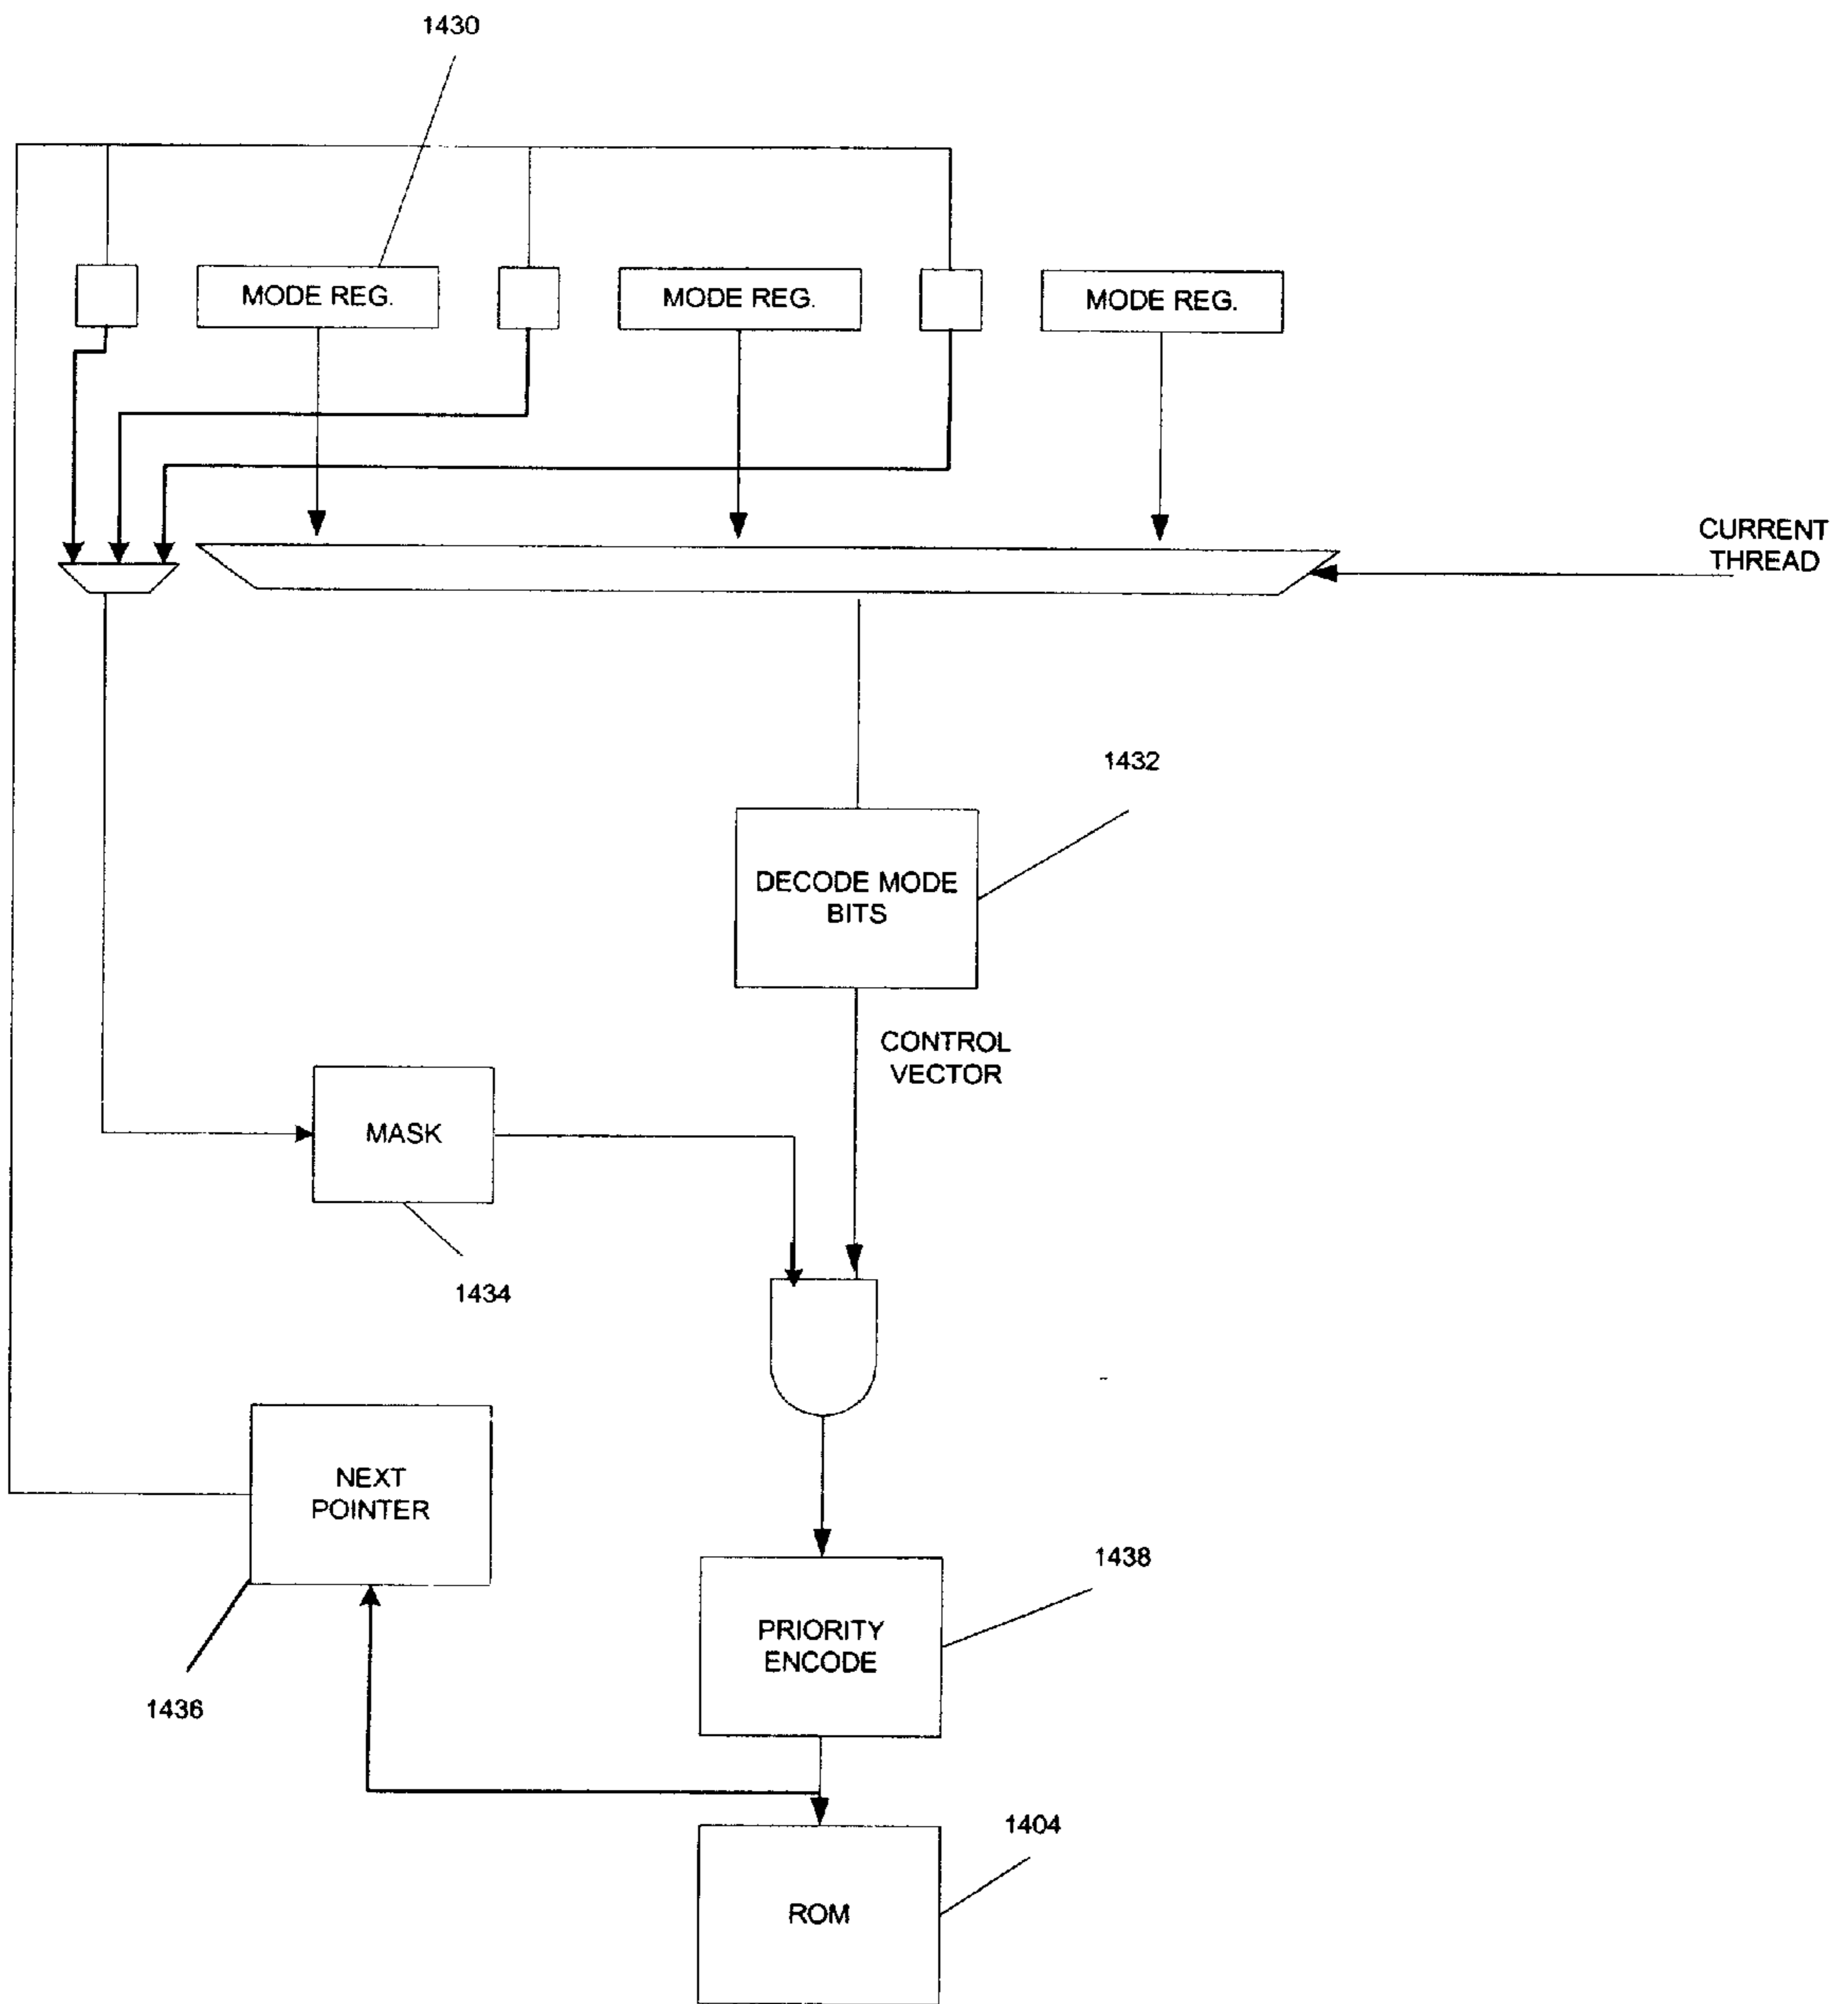 1430
MODE REG.
MODE REG.
MODE REG.
CURRENT
THREAD
1432
DECODE MODE
BITS
CONTROL
VECTOR
MASK
1434
NEXT
POINTER
1438
PRIORITY
ENCODE
1436
1404
ROM